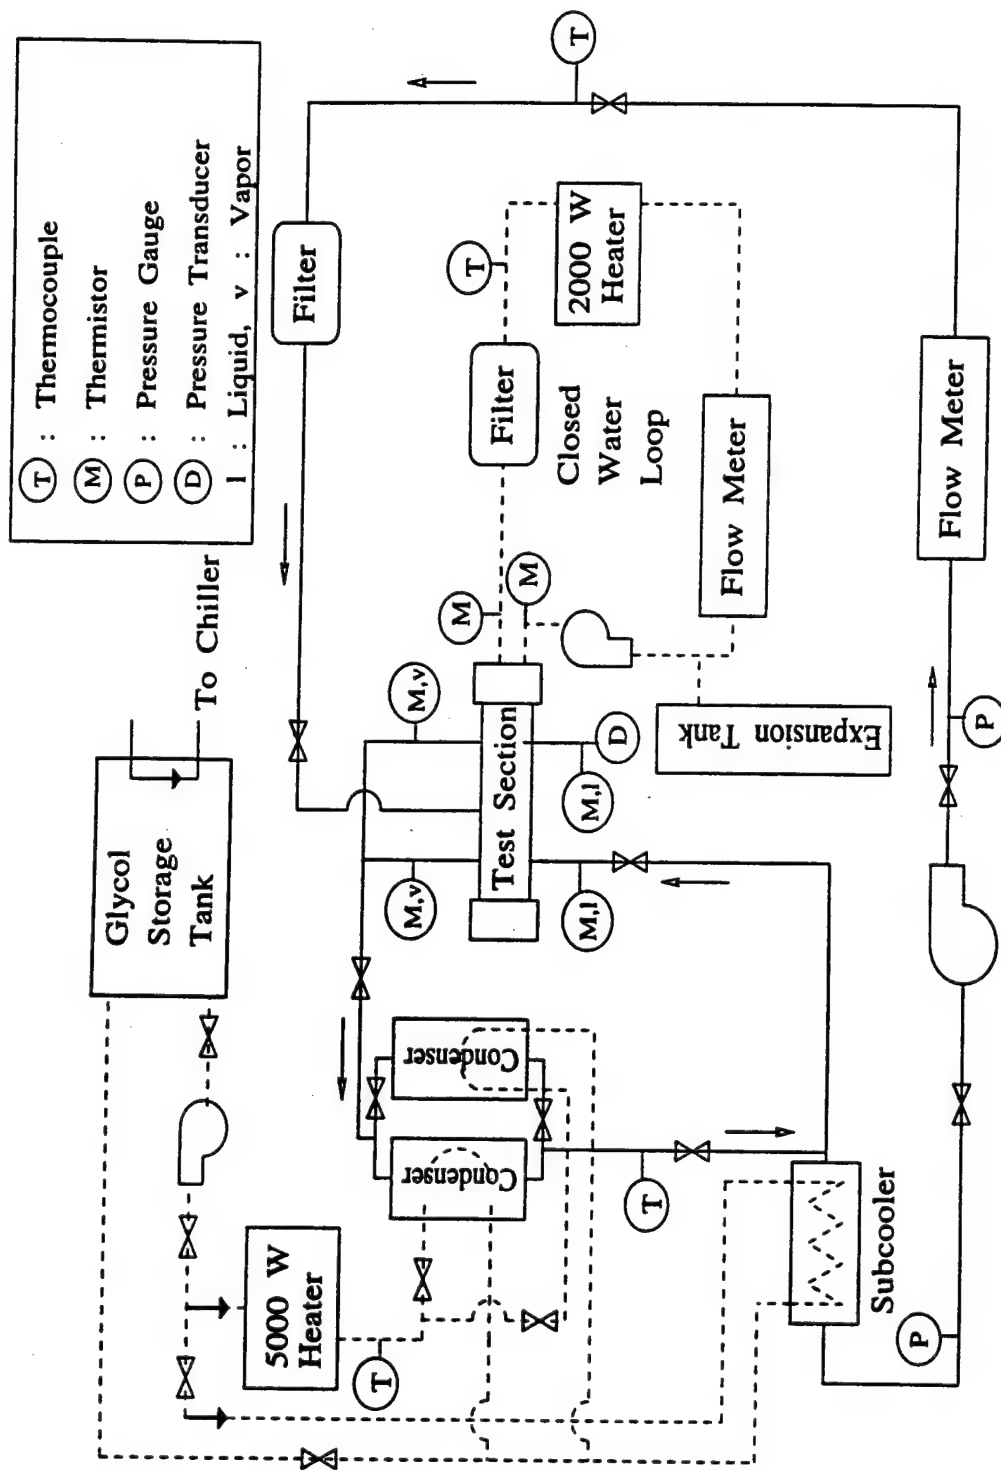 T : Thermocouple
M : Thermistor
P : Pressure Gauge
D : Pressure Transducer
l : Liquid, v : Vapor
Glycol
Storage
Tank
To Chiller
Filter
T
5000 W
Heater
T
Condenser
Condenser
M,v
M,v
Test Section
M,l
M,l
D
M
M
Filter
T
2000 W
Heater
Closed
Water
Loop
Flow Meter
Expansion Tank
T
Subcooler
P
P
Flow Meter